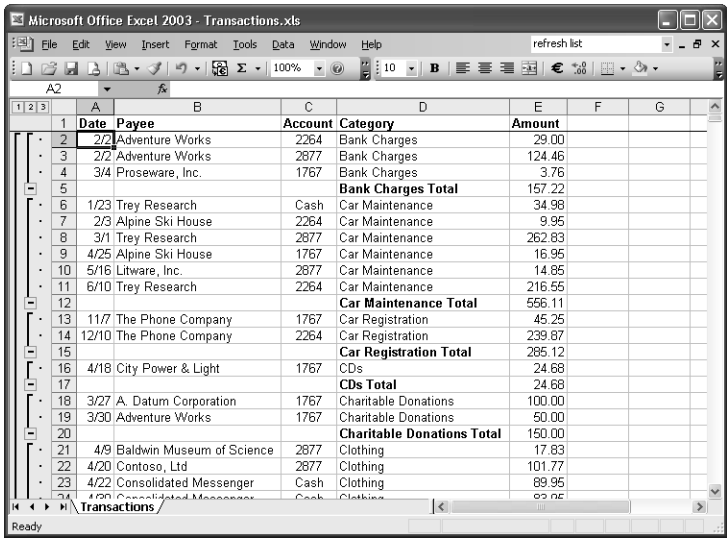 Microsoft Office Excel 2003 - Transactions.xls
File Edit View Insert Format Tools Data Window Help refresh list
Σ 100% 10 B €
A2 fx
1 2 3 A B C D E F G
1 Date Payee Account Category Amount
2 2/2 Adventure Works 2264 Bank Charges 29.00
3 2/2 Adventure Works 2877 Bank Charges 124.46
4 3/4 Proseware, Inc. 1767 Bank Charges 3.76
5 Bank Charges Total 157.22
6 1/23 Trey Research Cash Car Maintenance 34.98
7 2/3 Alpine Ski House 2264 Car Maintenance 9.95
8 3/1 Trey Research 2877 Car Maintenance 262.83
9 4/25 Alpine Ski House 1767 Car Maintenance 16.95
10 5/16 Litware, Inc. 2877 Car Maintenance 14.85
11 6/10 Trey Research 2264 Car Maintenance 216.55
12 Car Maintenance Total 556.11
13 11/7 The Phone Company 1767 Car Registration 45.25
14 12/10 The Phone Company 2264 Car Registration 239.87
15 Car Registration Total 285.12
16 4/18 City Power & Light 1767 CDs 24.68
17 CDs Total 24.68
18 3/27 A. Datum Corporation 1767 Charitable Donations 100.00
19 3/30 Adventure Works 1767 Charitable Donations 50.00
20 Charitable Donations Total 150.00
21 4/9 Baldwin Museum of Science 2877 Clothing 17.83
22 4/20 Contoso, Ltd 2877 Clothing 101.77
23 4/22 Consolidated Messenger Cash Clothing 89.95
24 Consolidated Messenger Cash Clothing
Transactions
Ready